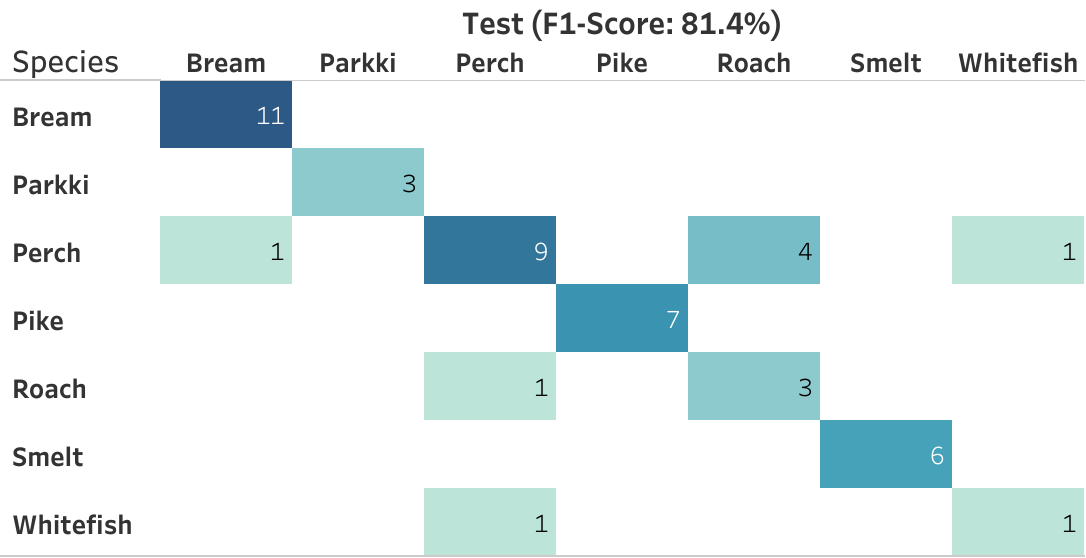 Test (F1-Score: 81.4%)
Species Bream Parkki Perch Pike Roach Smelt Whitefish
Bream 11
Parkki 3
Perch 1 9 4 1
Pike 7
Roach 1 3
Smelt 6
Whitefish 1 1